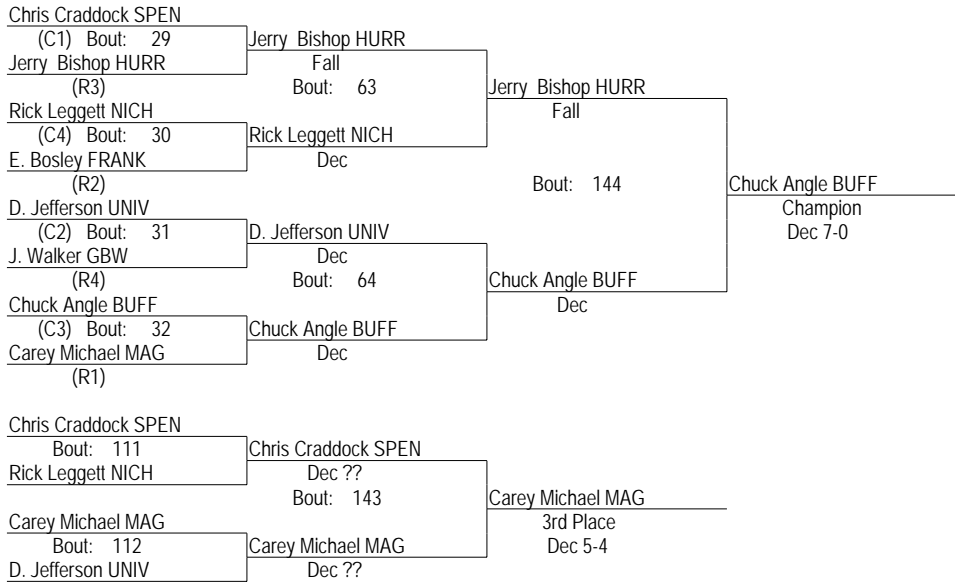 Chris Craddock SPEN
(C1) Bout: 29
Jerry Bishop HURR
Jerry Bishop HURR
Fall
(R3)
Bout: 63
Jerry Bishop HURR
Rick Leggett NICH
Fall
(C4) Bout: 30
Rick Leggett NICH
E. Bosley FRANK
Dec
(R2)
Bout: 144
Chuck Angle BUFF
D. Jefferson UNIV
Champion
(C2) Bout: 31
D. Jefferson UNIV
Dec 7-0
J. Walker GBW
Dec
(R4)
Bout: 64
Chuck Angle BUFF
Chuck Angle BUFF
Dec
(C3) Bout: 32
Chuck Angle BUFF
Carey Michael MAG
Dec
(R1)
Chris Craddock SPEN
Bout: 111
Chris Craddock SPEN
Rick Leggett NICH
Dec ??
Bout: 143
Carey Michael MAG
Carey Michael MAG
3rd Place
Bout: 112
Carey Michael MAG
Dec 5-4
D. Jefferson UNIV
Dec ??